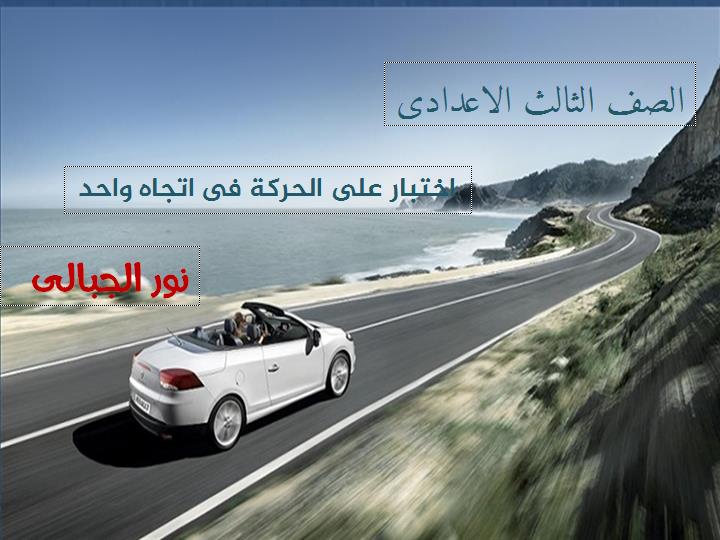 الصف الثالث الاعدادى
اختبار على الحركة فى اتجاه واحد
نور الجبالى